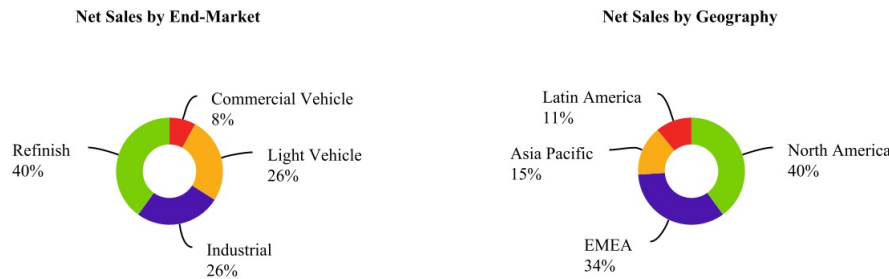 Net Sales by End-Market
Commercial Vehicle
8%
Refinish
40%
Light Vehicle
26%
Industrial
26%
Net Sales by Geography
Latin America
11%
Asia Pacific
15%
North America
40%
EMEA
34%